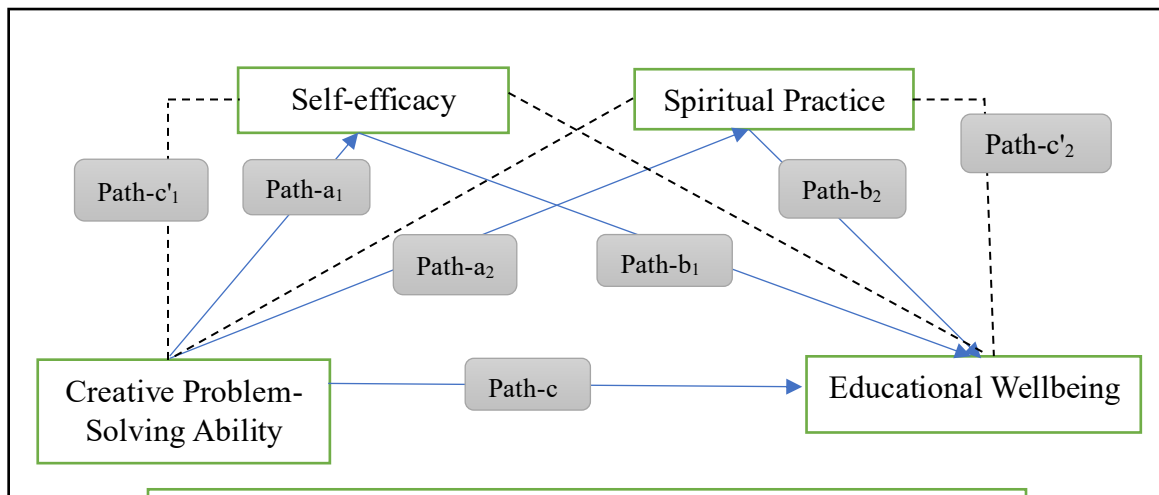 Self-efficacy
Spiritual Practice
Path-c'₁
Path-a₁
Path-b₂
Path-c'₂
Path-a₂
Path-b₁
Creative Problem-
Solving Ability
Path-c
Educational Wellbeing